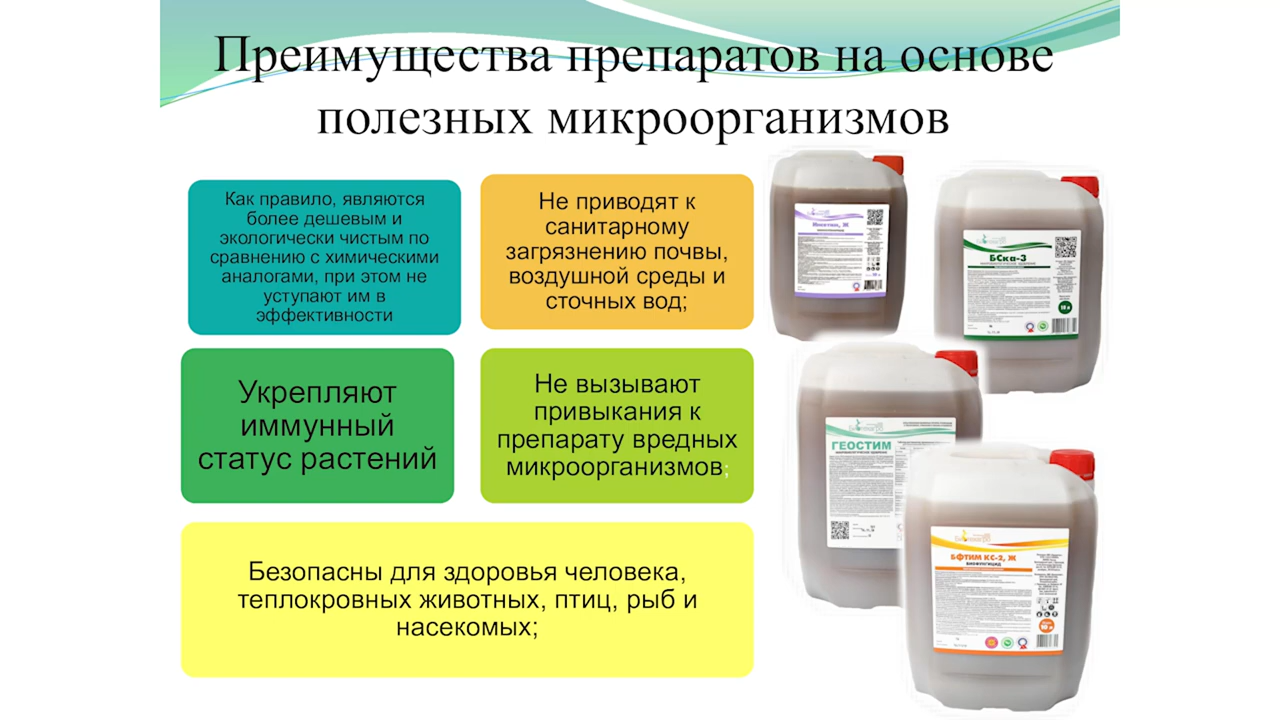 Преимущества препаратов на основе
полезных микроорганизмов
Как правило, являются
более дешевым и
экологически чистым по
сравнению с химическими
аналогами, при этом не
уступают им в
эффективности
Не приводят к
санитарному
загрязнению почвы,
воздушной среды и
сточных вод;
Укрепляют
иммунный
статус растений
Не вызывают
привыкания к
препарату вредных
микроорганизмов;
Безопасны для здоровья человека,
теплокровных животных, птиц, рыб и
насекомых;
БСка-3
10 л
ГЕОСТИМ
БФТИМ КС-2, Ж
БИОФУНГИЦИД
10 л